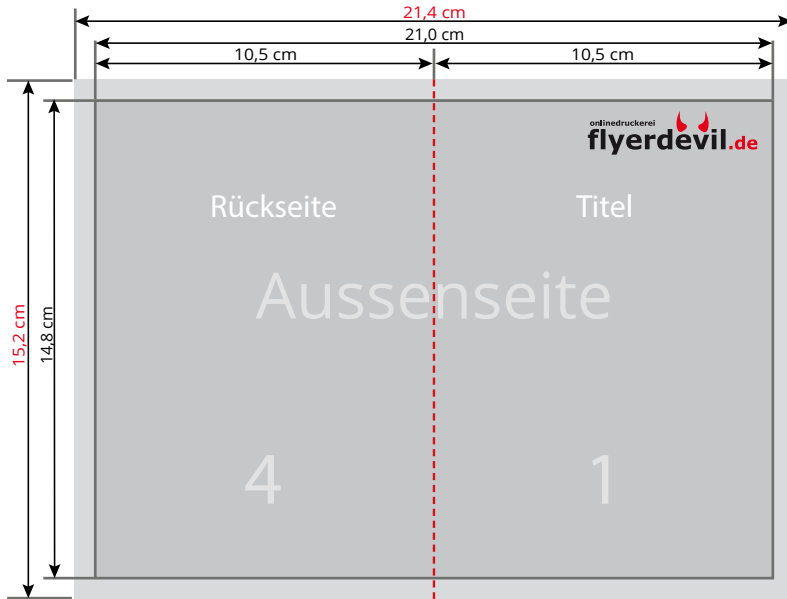 21,4 cm
21,0 cm
10,5 cm
10,5 cm
onlinedruckerei
flyerdevil.de
Rückseite
Titel
Aussenseite
15,2 cm
14,8 cm
4
1